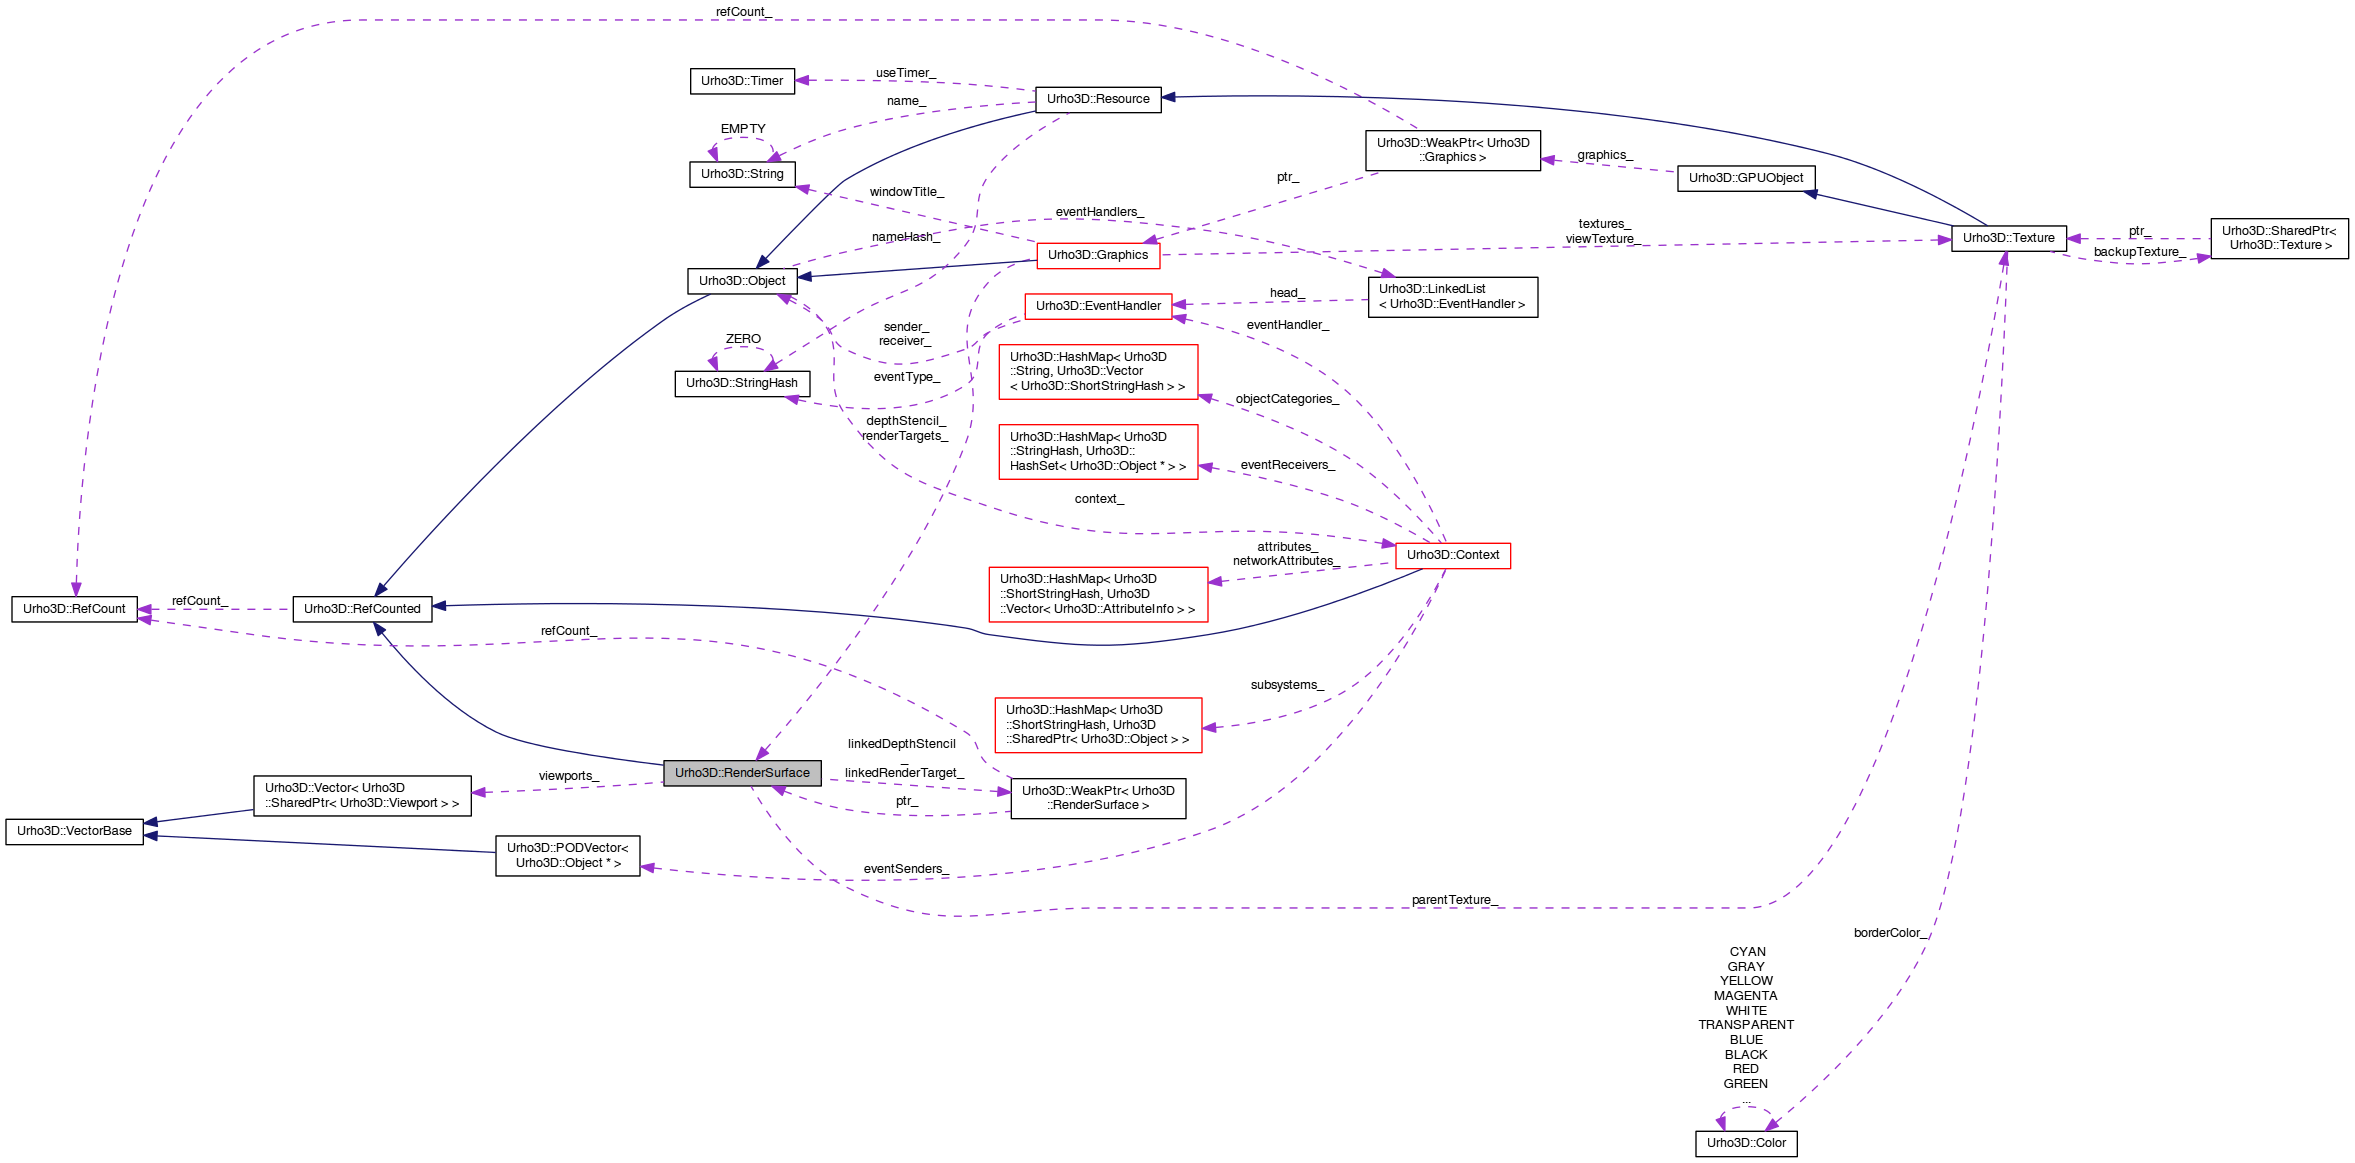 refCount_
Urho3D::Timer
useTimer_
Urho3D::Resource
name_
EMPTY
Urho3D::String
Urho3D::WeakPtr< Urho3D
::Graphics >
graphics_
Urho3D::GPUObject
ptr_
windowTitle_
eventHandlers_
nameHash_
textures_
viewTexture_
Urho3D::Texture
ptr_
backupTexture_
Urho3D::SharedPtr<
Urho3D::Texture >
Urho3D::Graphics
Urho3D::Object
Urho3D::LinkedList
< Urho3D::EventHandler >
head_
Urho3D::EventHandler
sender_
receiver_
eventHandler_
ZERO
Urho3D::StringHash
eventType_
Urho3D::HashMap< Urho3D
::String, Urho3D::Vector
< Urho3D::ShortStringHash > >
objectCategories_
depthStencil_
renderTargets_
Urho3D::HashMap< Urho3D
::StringHash, Urho3D::
HashSet< Urho3D::Object * > >
eventReceivers_
context_
Urho3D::Context
attributes_
networkAttributes_
Urho3D::HashMap< Urho3D
::ShortStringHash, Urho3D
::Vector< Urho3D::AttributeInfo > >
Urho3D::RefCount
refCount_
Urho3D::RefCounted
refCount_
subsystems_
Urho3D::HashMap< Urho3D
::ShortStringHash, Urho3D
::SharedPtr< Urho3D::Object > >
linkedDepthStencil
_
linkedRenderTarget_
Urho3D::RenderSurface
viewports_
Urho3D::Vector< Urho3D
::SharedPtr< Urho3D::Viewport > >
ptr_
Urho3D::WeakPtr< Urho3D
::RenderSurface >
Urho3D::VectorBase
Urho3D::PODVector<
Urho3D::Object * >
eventSenders_
parentTexture_
borderColor_
CYAN
GRAY
YELLOW
MAGENTA
WHITE
TRANSPARENT
BLUE
BLACK
RED
GREEN
...
Urho3D::Color